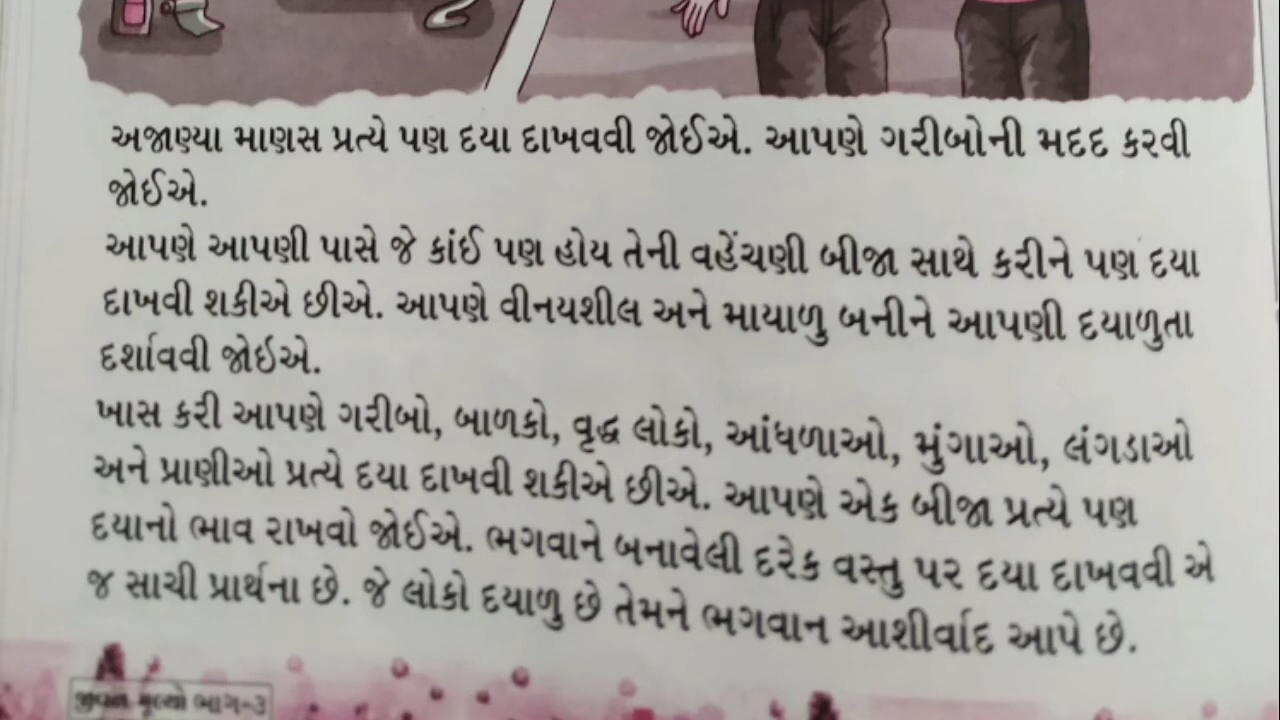 અજાણ્યા માણસ પ્રત્યે પણ દયા દાખવવી જોઈએ. આપણે ગરીબોની મદદ કરવી
જોઈએ.
આપણે આપણી પાસે જે કાંઈ પણ હોય તેની વહેંચણી બીજા સાથે કરીને પણ દયા
દાખવી શકીએ છીએ. આપણે વીનયશીલ અને માયાળુ બનીને આપણી દયાળુતા
દર્શાવવી જોઇએ.
ખાસ કરી આપણે ગરીબો, બાળકો, વૃદ્ધ લોકો, આંધળાઓ, મુંગાઓ, લંગડાઓ
અને પ્રાણીઓ પ્રત્યે દયા દાખવી શકીએ છીએ. આપણે એક બીજા પ્રત્યે પણ
દયાનો ભાવ રાખવો જોઈએ. ભગવાને બનાવેલી દરેક વસ્તુ પર દયા દાખવવી એ
જ સાચી પ્રાર્થના છે. જે લોકો દયાળુ છે તેમને ભગવાન આશીર્વાદ આપે છે.
જીવન મૂલ્યો ભાગ-૩